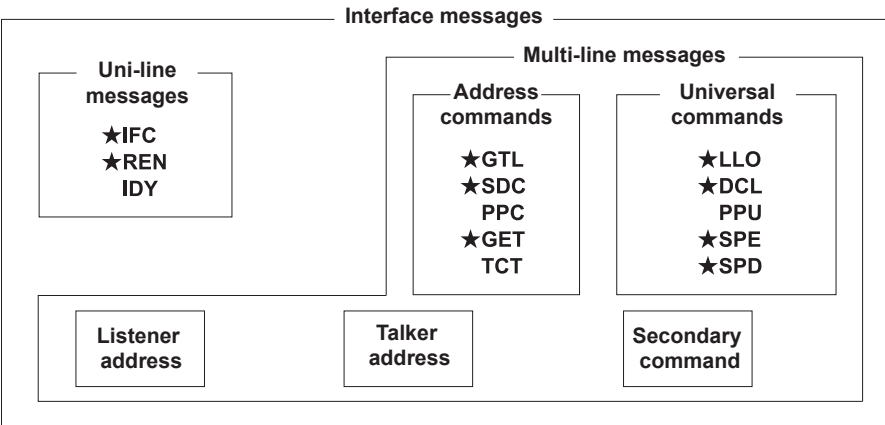 Interface messages
Uni-line
messages
★IFC
★REN
IDY
Multi-line messages
Address
commands
★GTL
★SDC
PPC
★GET
TCT
Universal
commands
★LLO
★DCL
PPU
★SPE
★SPD
Listener
address
Talker
address
Secondary
command